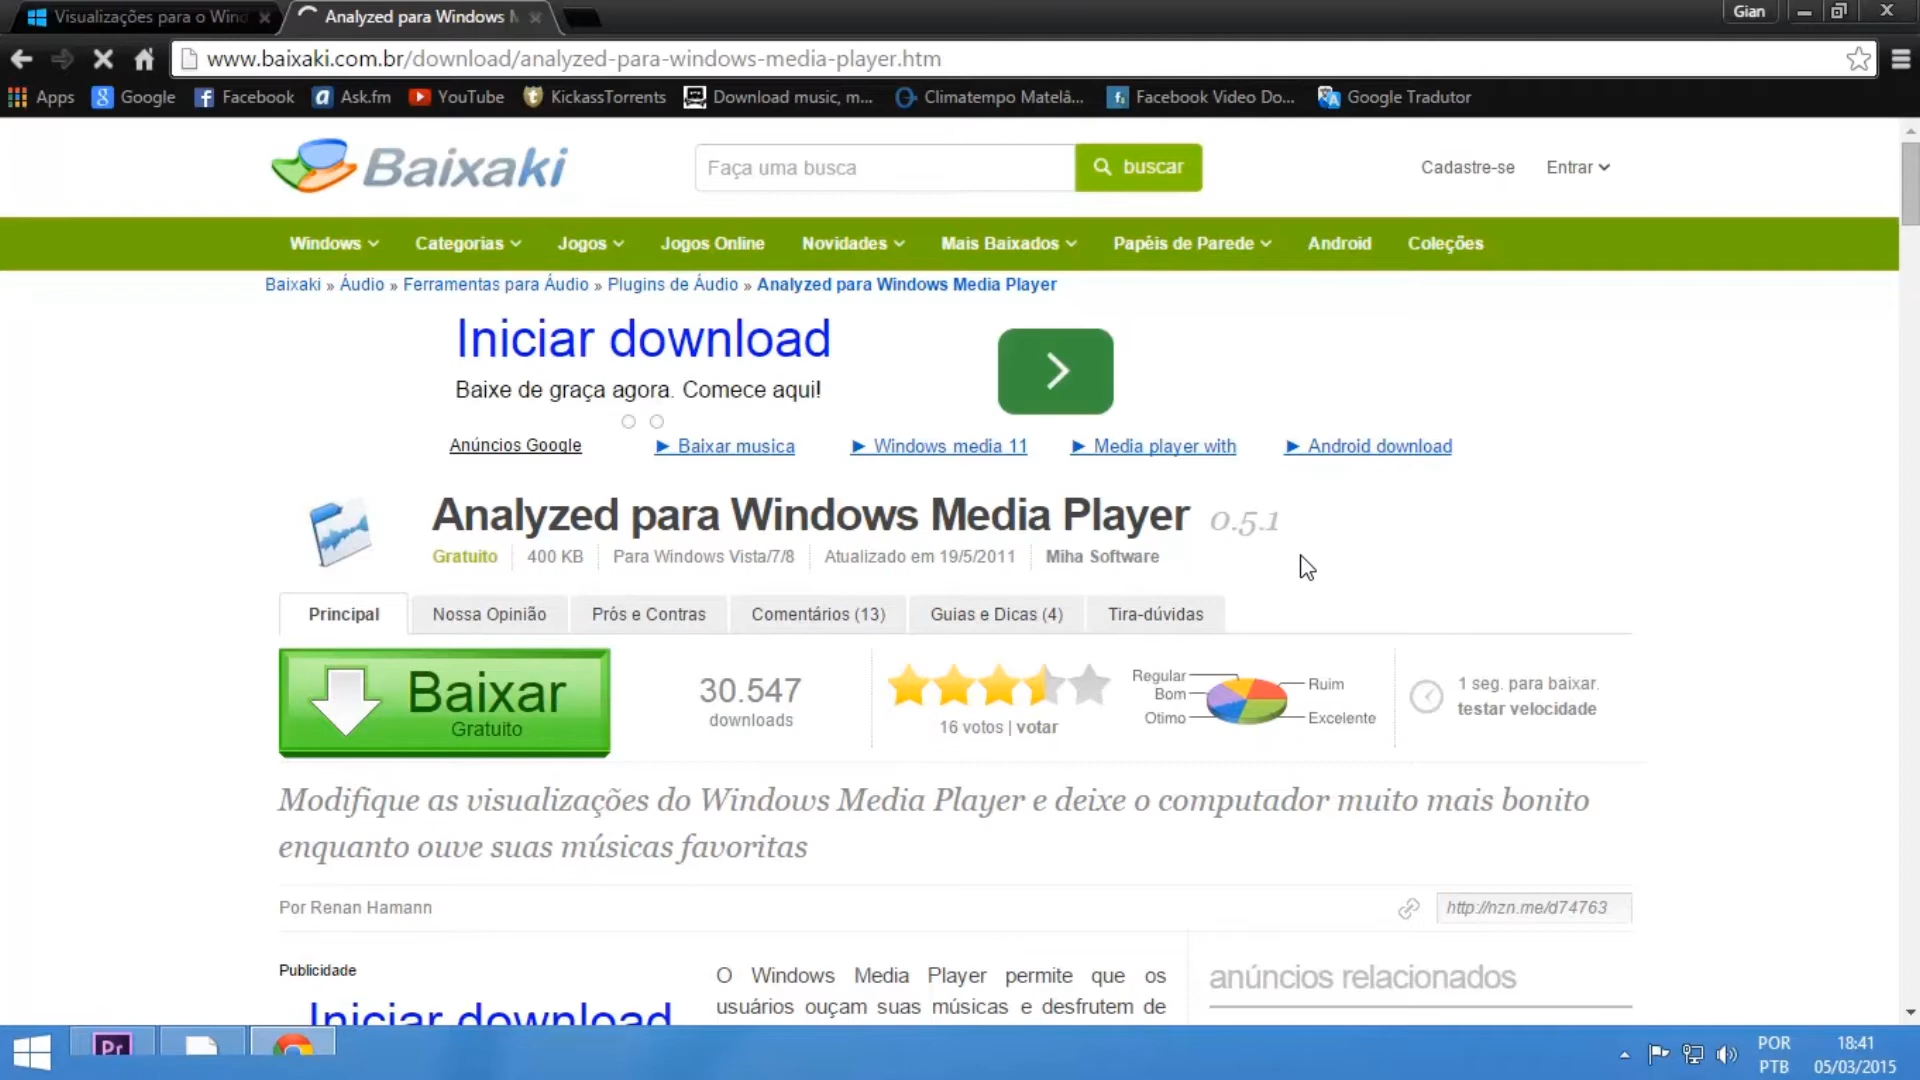 Visualizações para o Wind
Analyzed para Windows M
Gian
www.baixaki.com.br/download/analyzed-para-windows-media-player.htm
Apps Google Facebook Ask.fm YouTube KickassTorrents Download music, m... Climatempo Matelâ... Facebook Video Do... Google Tradutor
Baixaki
Faça uma busca
buscar
Cadastre-se Entrar
Windows Categorias Jogos Jogos Online Novidades Mais Baixados Papéis de Parede Android Coleções
Baixaki » Áudio » Ferramentas para Áudio » Plugins de Áudio » Analyzed para Windows Media Player
Iniciar download
Baixe de graça agora. Comece aqui!
Anúncios Google ► Baixar musica ► Windows media 11 ► Media player with ► Android download
Analyzed para Windows Media Player 0.5.1
Gratuito 400 KB Para Windows Vista/7/8 Atualizado em 19/5/2011 Miha Software
Principal Nossa Opinião Prós e Contras Comentários (13) Guias e Dicas (4) Tira-dúvidas
Baixar
Gratuito
30.547
downloads
16 votos | votar
Regular
Bom
Otimo
Ruim
Excelente
1 seg. para baixar.
testar velocidade
Modifique as visualizações do Windows Media Player e deixe o computador muito mais bonito
enquanto ouve suas músicas favoritas
Por Renan Hamann
http://nzn.me/d74763
Publicidade
Iniciar download
O Windows Media Player permite que os
usuários ouçam suas músicas e desfrutem de
anúncios relacionados
Pr
POR
PTB
18:41
05/03/2015